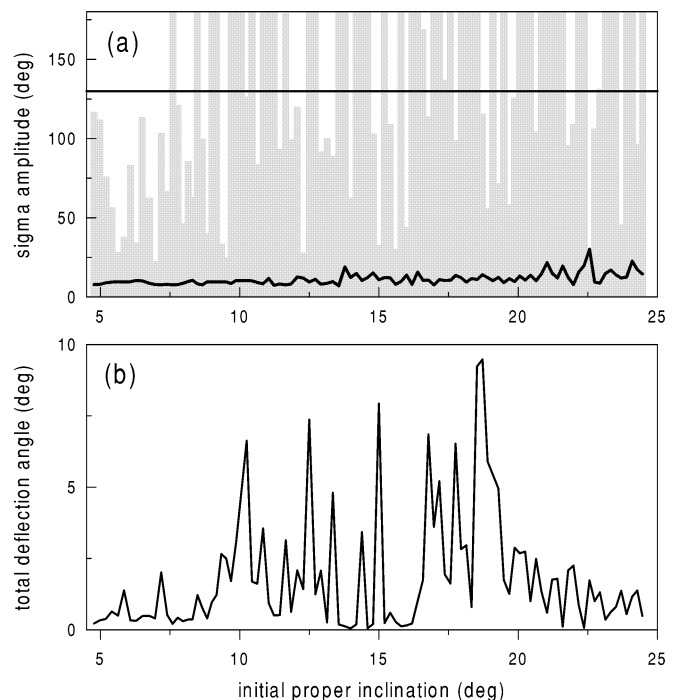 (a)
sigma amplitude (deg)
150
100
50
0
5 10 15 20 25
(b)
total deflection angle (deg)
10
5
0
5 10 15 20 25
initial proper inclination (deg)